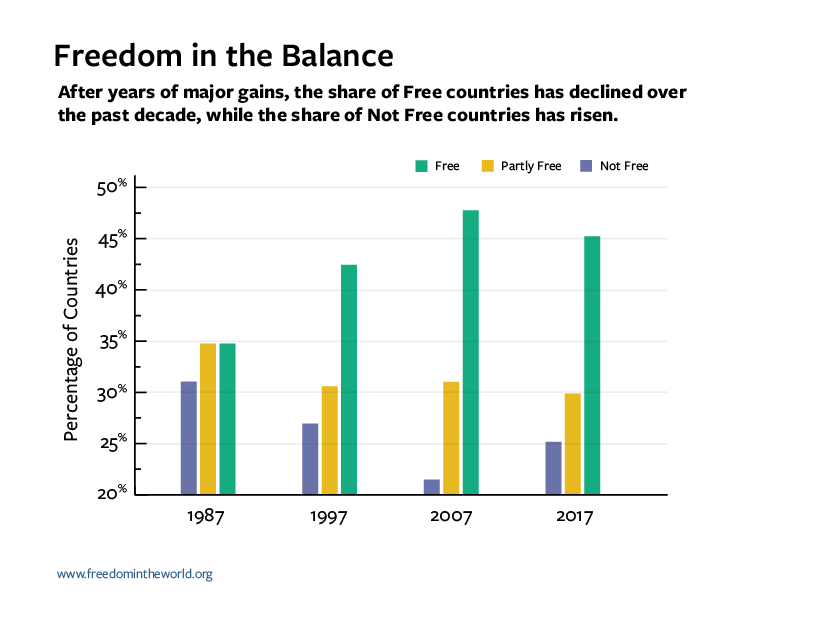 Freedom in the Balance
After years of major gains, the share of Free countries has declined over
the past decade, while the share of Not Free countries has risen.
Free Partly Free Not Free
Percentage of Countries
50%
45%
40%
35%
30%
25%
20%
1987 1997 2007 2017
www.freedomintheworld.org